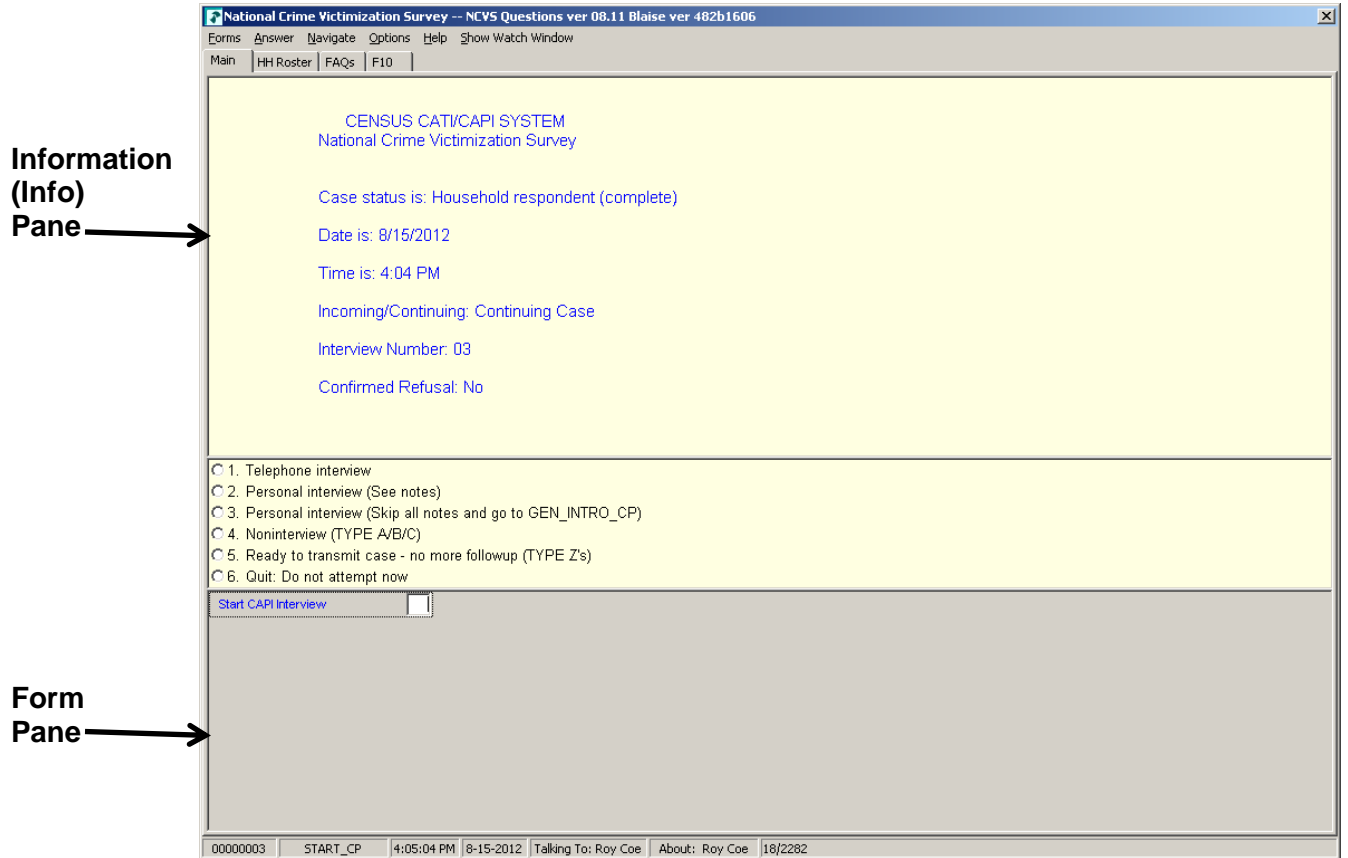 National Crime Victimization Survey -- NCVS Questions ver 08.11 Blaise ver 482b1606
Forms Answer Navigate Options Help Show Watch Window
Main HH Roster FAQs F10
CENSUS CATI/CAPI SYSTEM
National Crime Victimization Survey
Information
(Info)
Pane
Case status is: Household respondent (complete)
Date is: 8/15/2012
Time is: 4:04 PM
Incoming/Continuing: Continuing Case
Interview Number: 03
Confirmed Refusal: No
1. Telephone interview
2. Personal interview (See notes)
3. Personal interview (Skip all notes and go to GEN_INTRO_CP)
4. Noninterview (TYPE A/B/C)
5. Ready to transmit case - no more followup (TYPE Z's)
6. Quit: Do not attempt now
Start CAPI Interview
Form
Pane
00000003 START_CP 4:05:04 PM 8-15-2012 Talking To: Roy Coe About: Roy Coe 18/2282